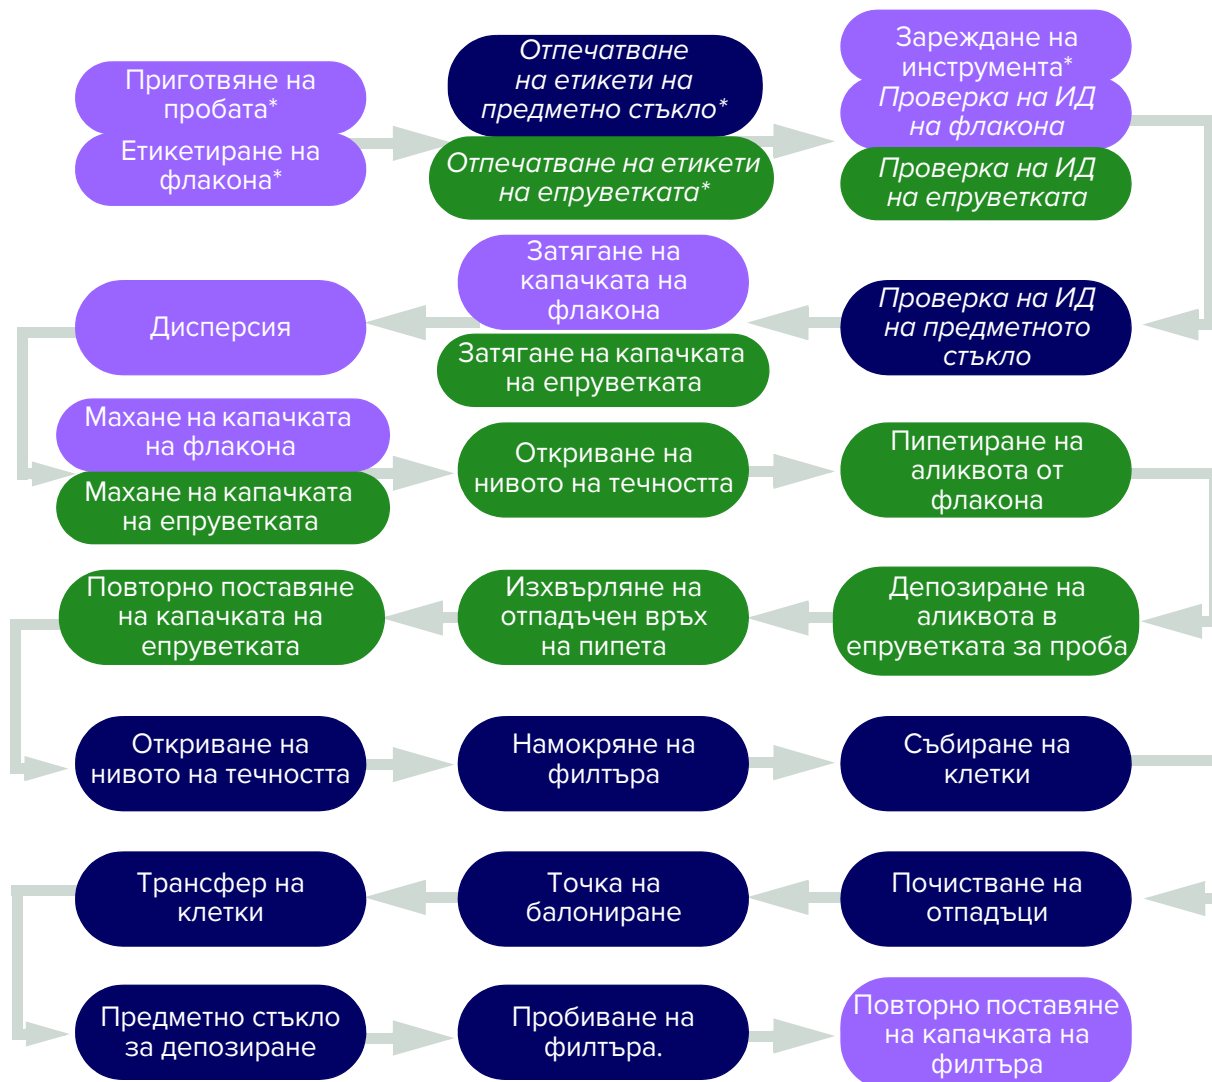 Приготвяне на
пробата*
Етикетиране на
флакона*
Отпечатване
на етикети на
предметно стъкло*
Отпечатване на етикети
на епруветката*
Зареждане на
инструмента*
Проверка на ИД
на флакона
Проверка на ИД
на епруветката
Проверка на ИД
на предметното
стъкло
Затягане на
капачката на
флакона
Затягане на капачката
на епруветката
Дисперсия
Махане на капачката
на флакона
Махане на капачката
на епруветката
Откриване на
нивото на течността
Пипетиране на
аликвота от
флакона
Депозиране на
аликвота в
епруветката за проба
Изхвърляне на
отпадъчен връх
на пипета
Повторно поставяне
на капачката на
епруветката
Откриване на
нивото на течността
Намокряне на
филтъра
Събиране на
клетки
Почистване на
отпадъци
Точка на
балониране
Трансфер на
клетки
Предметно стъкло
за депозиране
Пробиване на
филтъра.
Повторно поставяне
на капачката на
филтъра